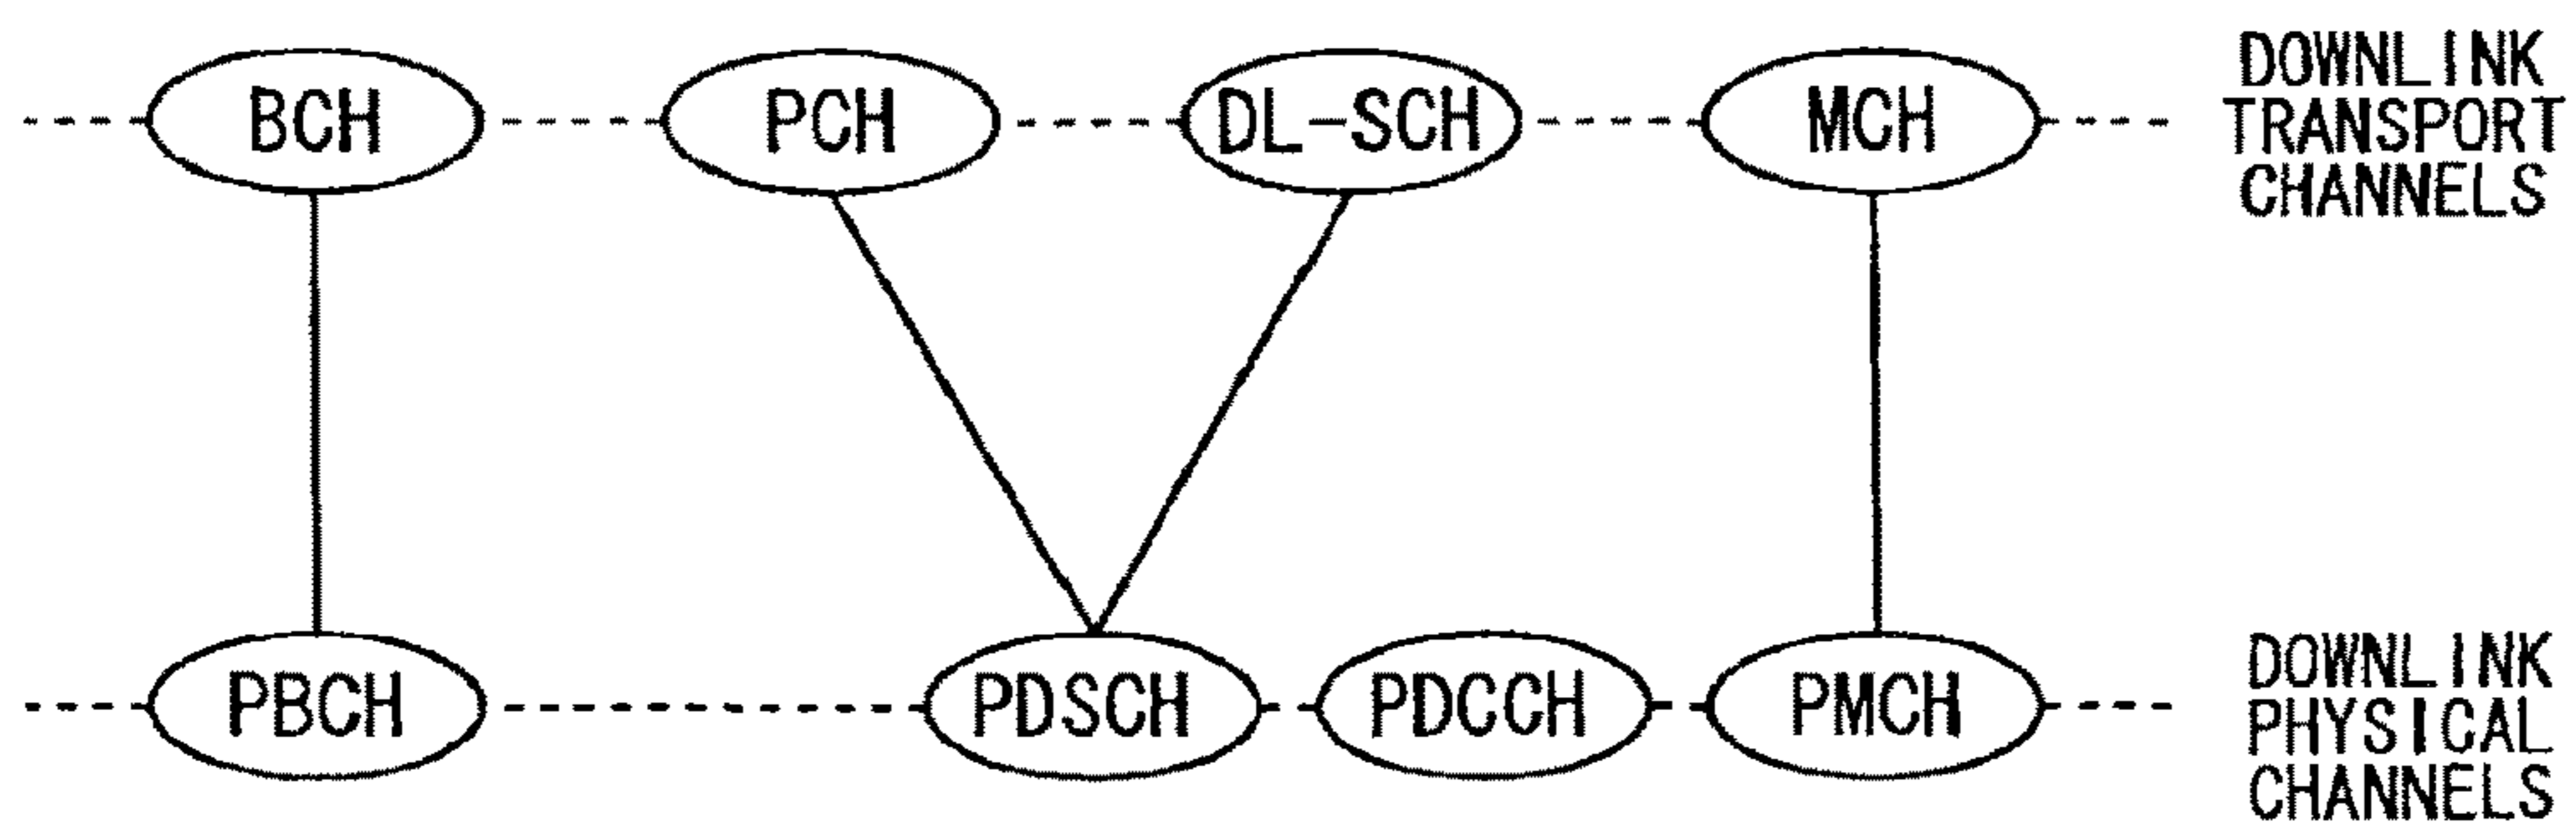 BCH
PCH
DL-SCH
MCH
DOWNLINK
TRANSPORT
CHANNELS
PBCH
PDSCH
PDCCH
PMCH
DOWNLINK
PHYSICAL
CHANNELS